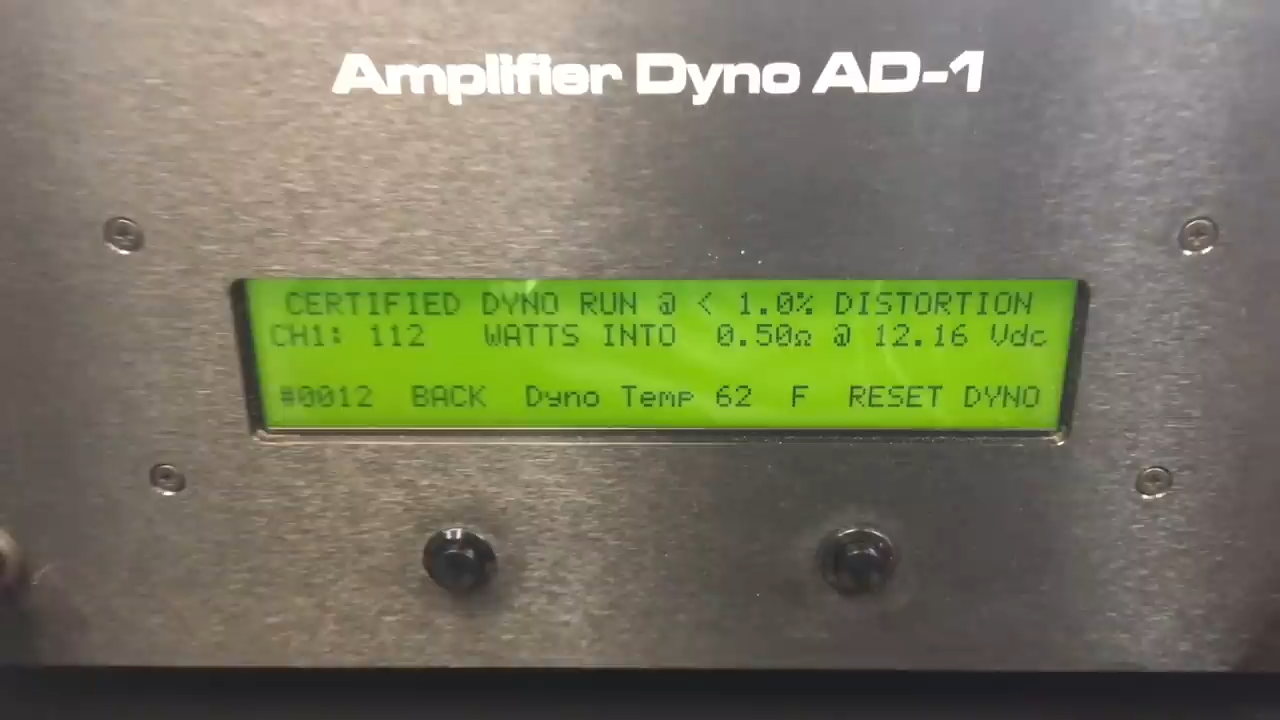 Amplifier Dyno AD-1
CERTIFIED DYNO RUN @ < 1.0% DISTORTION
CH1: 112 WATTS INTO 0.50Ω @ 12.16 Vdc
#0012 BACK Dyno Temp 62 F RESET DYNO